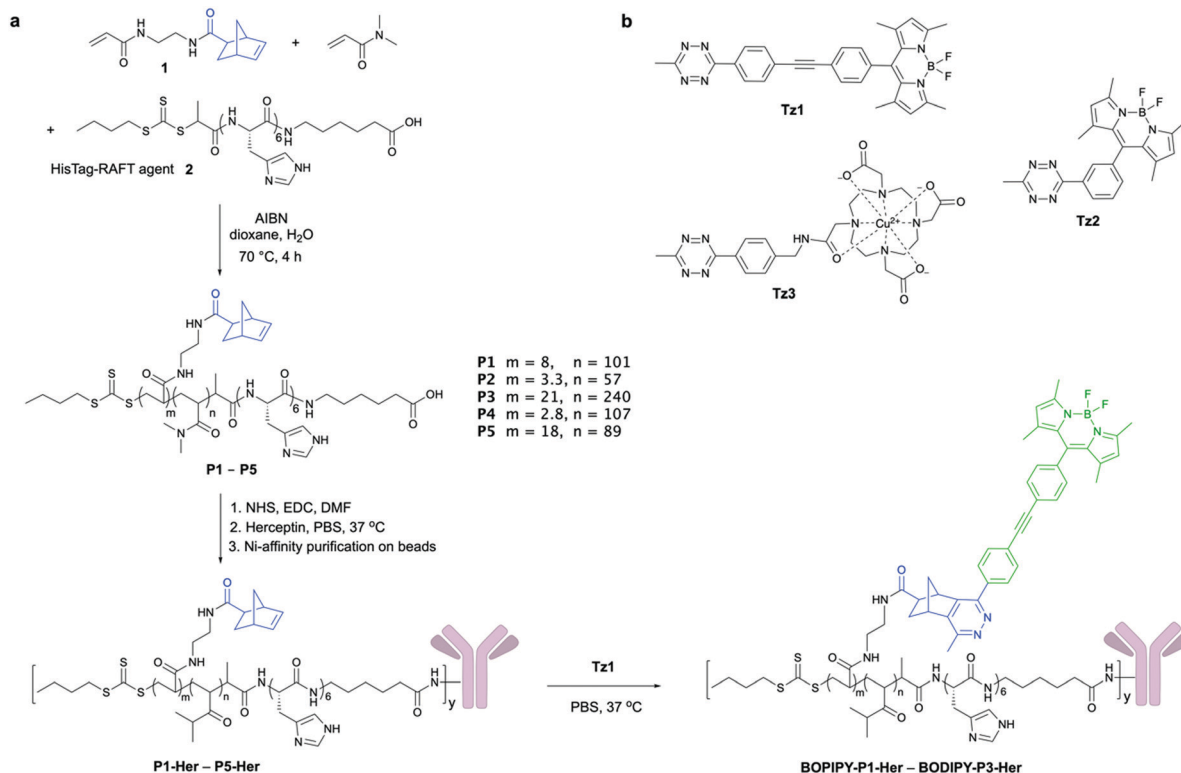 a
b
1
+
+
HisTag-RAFT agent 2
AIBN
dioxane, H2O
70 °C, 4 h
Tz1
Tz2
Tz3
P1 m = 8, n = 101
P2 m = 3.3, n = 57
P3 m = 21, n = 240
P4 m = 2.8, n = 107
P5 m = 18, n = 89
P1 – P5
1. NHS, EDC, DMF
2. Herceptin, PBS, 37 °C
3. Ni-affinity purification on beads
Tz1
PBS, 37 °C
P1-Her – P5-Her
BOPIPY-P1-Her – BODIPY-P3-Her